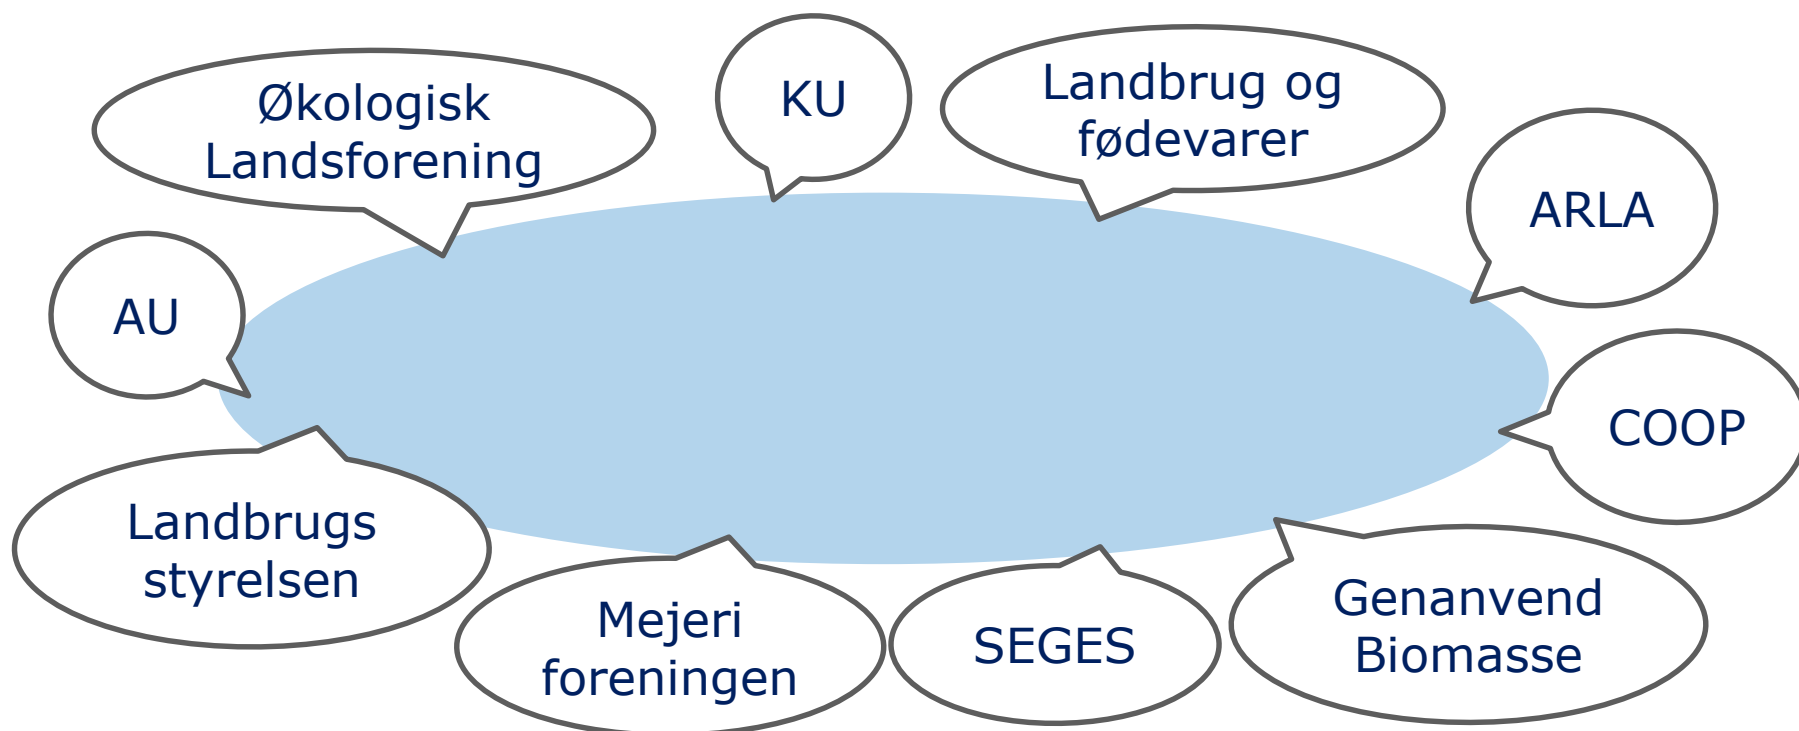 Økologisk
Landsforening
KU
Landbrug og
fødevarer
ARLA
AU
COOP
Landbrugs
styrelsen
Mejeri
foreningen
SEGES
Genanvend
Biomasse